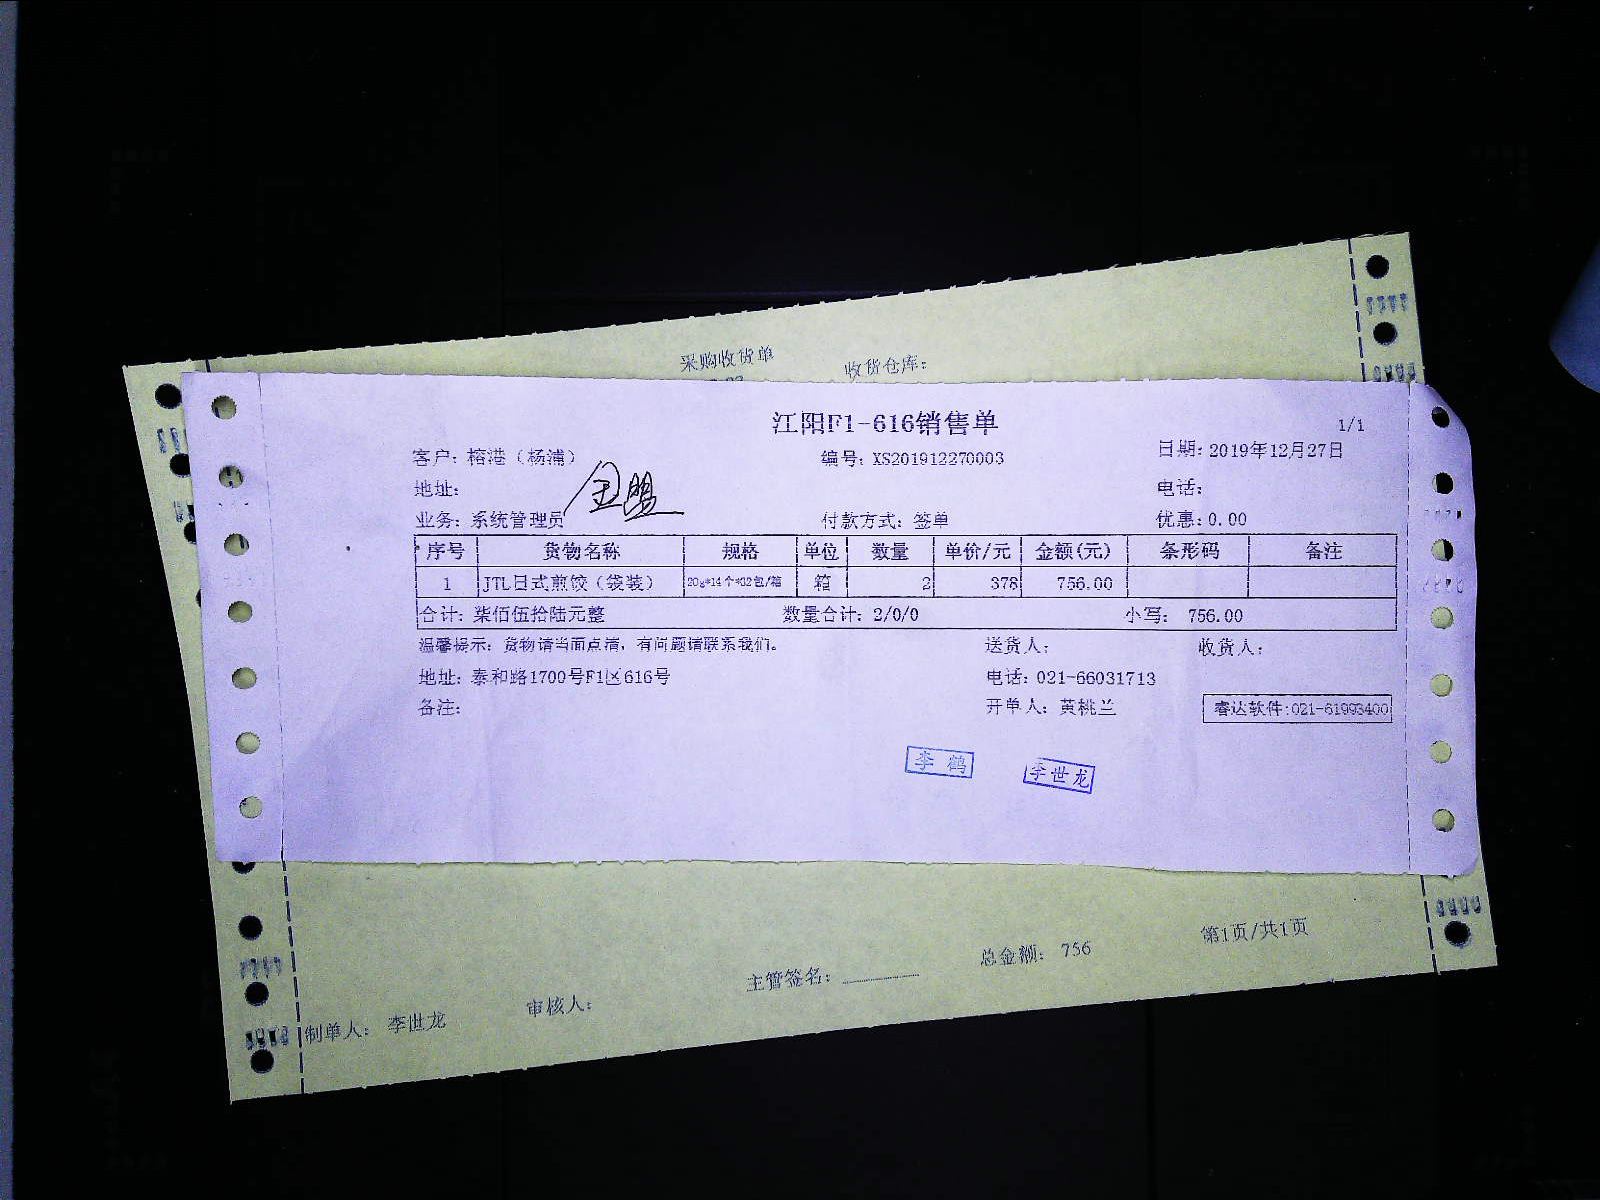 采购收货单 收货仓库：
江阳F1-616销售单 1/1
客户：榕港（杨浦） 编号：XS201912270003 日期：2019年12月27日
地址： 电话：
业务：系统管理员 付款方式：签单 优惠：0.00
序号 货物名称 规格 单位 数量 单价/元 金额(元) 条形码 备注
1 JTL日式煎饺（袋装） 20g*14个*32包/箱 箱 2 378 756.00
合计：柒佰伍拾陆元整 数量合计：2/0/0 小写： 756.00
温馨提示：货物请当面点清，有问题请联系我们。 送货人： 收货人：
地址：泰和路1700号F1区616号 电话：021-66031713
备注： 开单人：黄桃兰 睿达软件:021-61993400
李鹤 李世龙
主管签名： 总金额：756 第1页/共1页
制单人：李世龙 审核人：